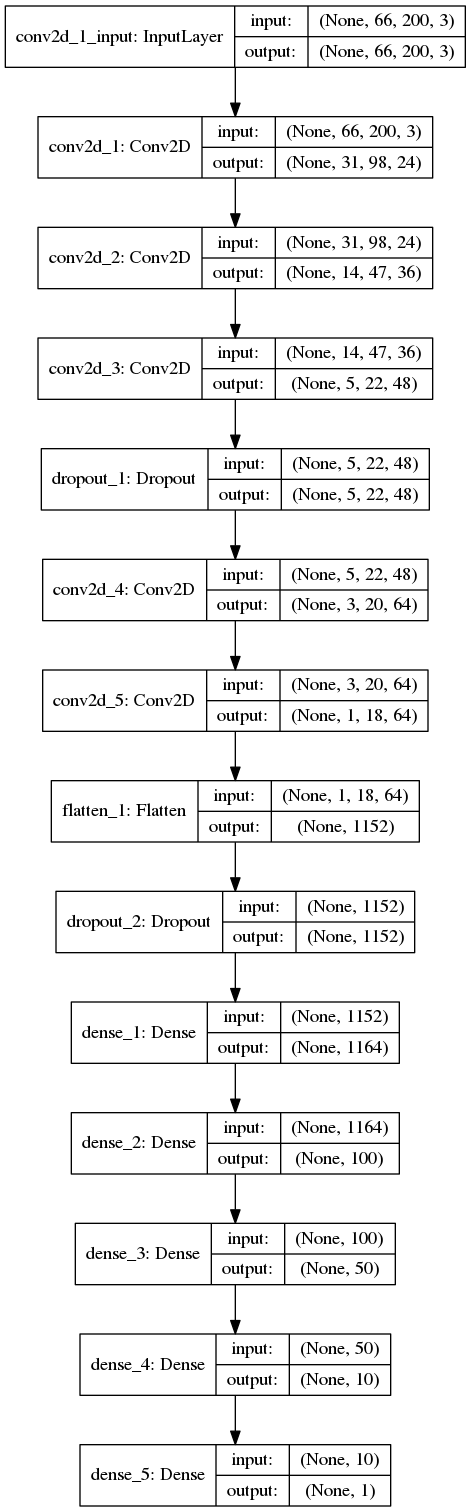 conv2d_1_input: InputLayer
input: (None, 66, 200, 3)
output: (None, 66, 200, 3)
conv2d_1: Conv2D
input: (None, 66, 200, 3)
output: (None, 31, 98, 24)
conv2d_2: Conv2D
input: (None, 31, 98, 24)
output: (None, 14, 47, 36)
conv2d_3: Conv2D
input: (None, 14, 47, 36)
output: (None, 5, 22, 48)
dropout_1: Dropout
input: (None, 5, 22, 48)
output: (None, 5, 22, 48)
conv2d_4: Conv2D
input: (None, 5, 22, 48)
output: (None, 3, 20, 64)
conv2d_5: Conv2D
input: (None, 3, 20, 64)
output: (None, 1, 18, 64)
flatten_1: Flatten
input: (None, 1, 18, 64)
output: (None, 1152)
dropout_2: Dropout
input: (None, 1152)
output: (None, 1152)
dense_1: Dense
input: (None, 1152)
output: (None, 1164)
dense_2: Dense
input: (None, 1164)
output: (None, 100)
dense_3: Dense
input: (None, 100)
output: (None, 50)
dense_4: Dense
input: (None, 50)
output: (None, 10)
dense_5: Dense
input: (None, 10)
output: (None, 1)